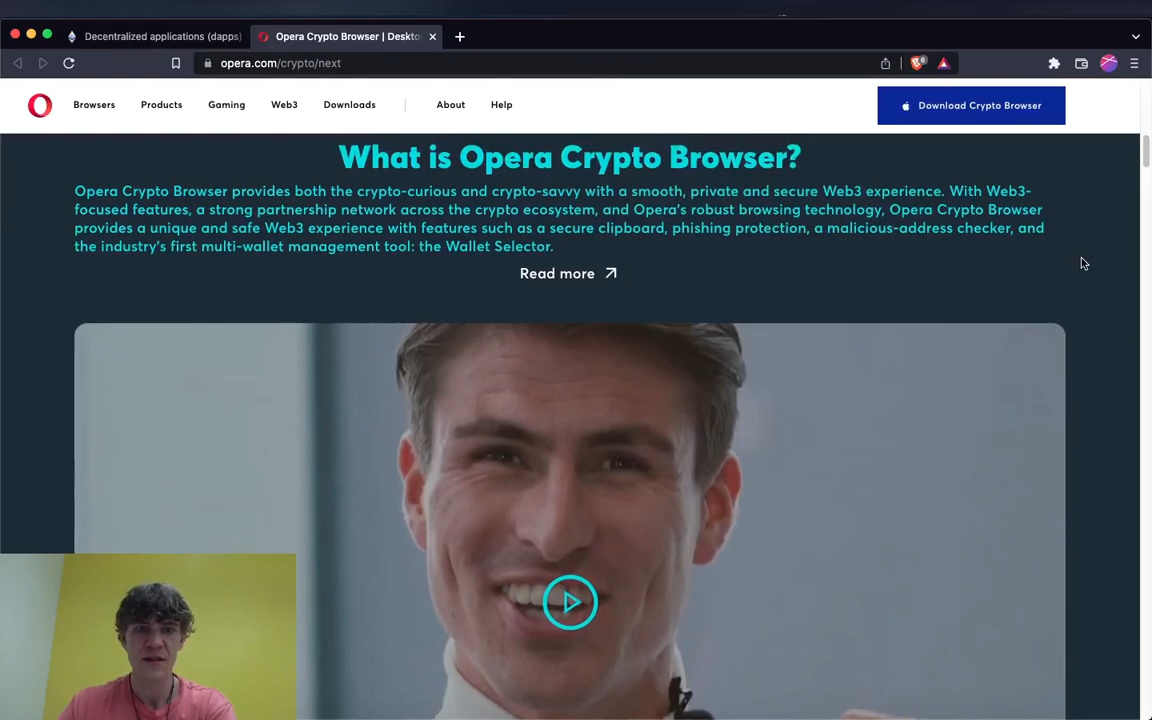 Decentralized applications (dapps)
Opera Crypto Browser | Deskto
opera.com/crypto/next
6
Browsers
Products
Gaming
Web3
Downloads
About
Help
Download Crypto Browser
What is Opera Crypto Browser?
Opera Crypto Browser provides both the crypto-curious and crypto-savvy with a smooth, private and secure Web3 experience. With Web3-
focused features, a strong partnership network across the crypto ecosystem, and Opera's robust browsing technology, Opera Crypto Browser
provides a unique and safe Web3 experience with features such as a secure clipboard, phishing protection, a malicious-address checker, and
the industry's first multi-wallet management tool: the Wallet Selector.
Read more